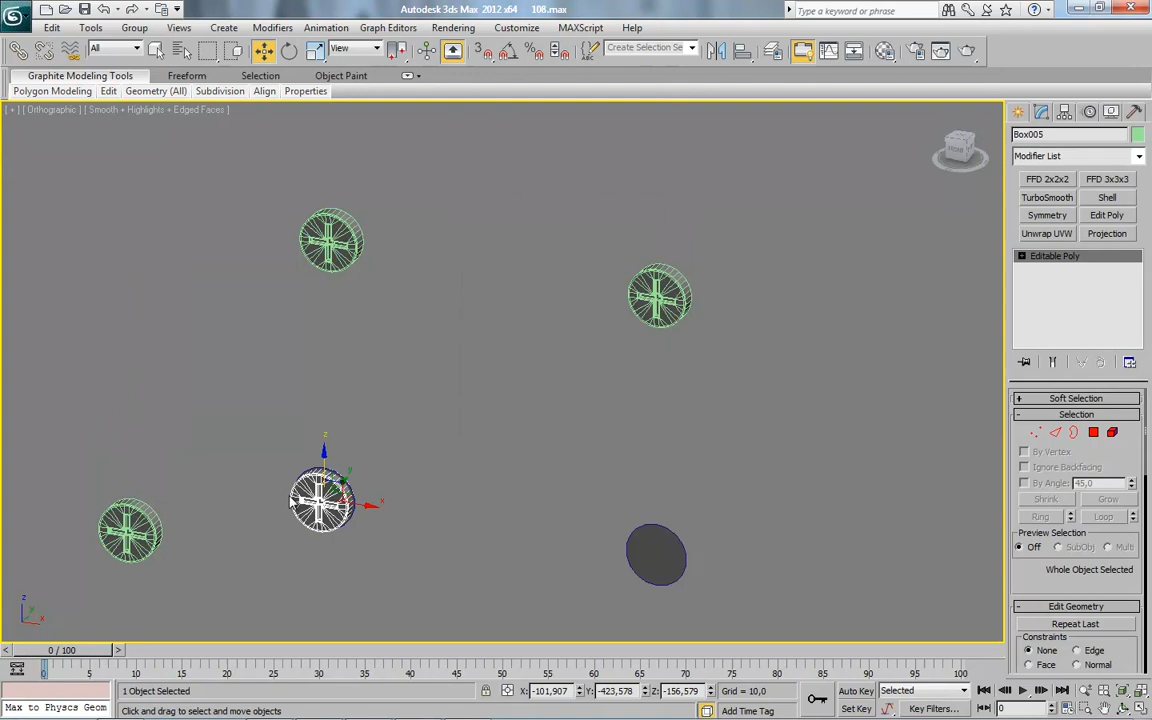 Autodesk 3ds Max 2012 x64 108.max
Type a keyword or phrase
Edit Tools Group Views Create Modifiers Animation Graph Editors Rendering Customize MAXScript Help
All View Create Selection Se
Graphite Modeling Tools Freeform Selection Object Paint
Polygon Modeling Edit Geometry (All) Subdivision Align Properties
[ + ] [ Orthographic ] [ Smooth + Highlights + Edged Faces ]
FRONT
Box005
Modifier List
FFD 2x2x2 FFD 3x3x3
TurboSmooth Shell
Symmetry Edit Poly
Unwrap UVW Projection
Editable Poly
+ Soft Selection
- Selection
By Vertex
Ignore Backfacing
By Angle: 45,0
Shrink Grow
Ring Loop
Preview Selection
Off SubObj Multi
Whole Object Selected
- Edit Geometry
Repeat Last
Constraints
None Edge
Face Normal
z
y
x
z
y
x
< 0 / 100 >
0 5 10 15 20 25 30 35 40 45 50 55 60 65 70 75 80 85 90 95 100
1 Object Selected X: -101,907 Y: -423,578 Z: -156,579 Grid = 10,0 Auto Key Selected
Max to Physcs Geom Click and drag to select and move objects Add Time Tag Set Key Key Filters... 0